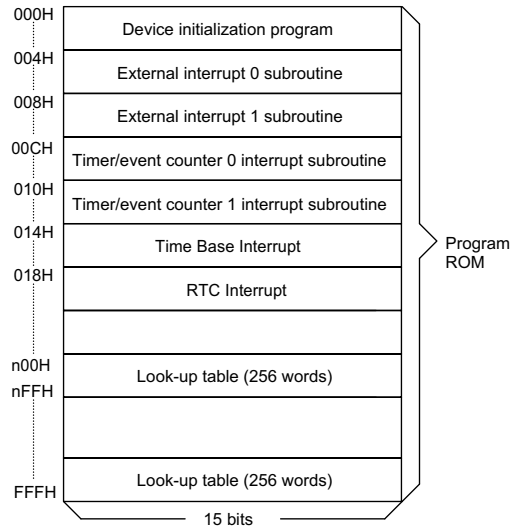 000H
Device initialization program
004H
External interrupt 0 subroutine
008H
External interrupt 1 subroutine
00CH
Timer/event counter 0 interrupt subroutine
010H
Timer/event counter 1 interrupt subroutine
014H
Time Base Interrupt
018H
RTC Interrupt
Program
ROM
n00H
Look-up table (256 words)
nFFH
Look-up table (256 words)
FFFH
15 bits